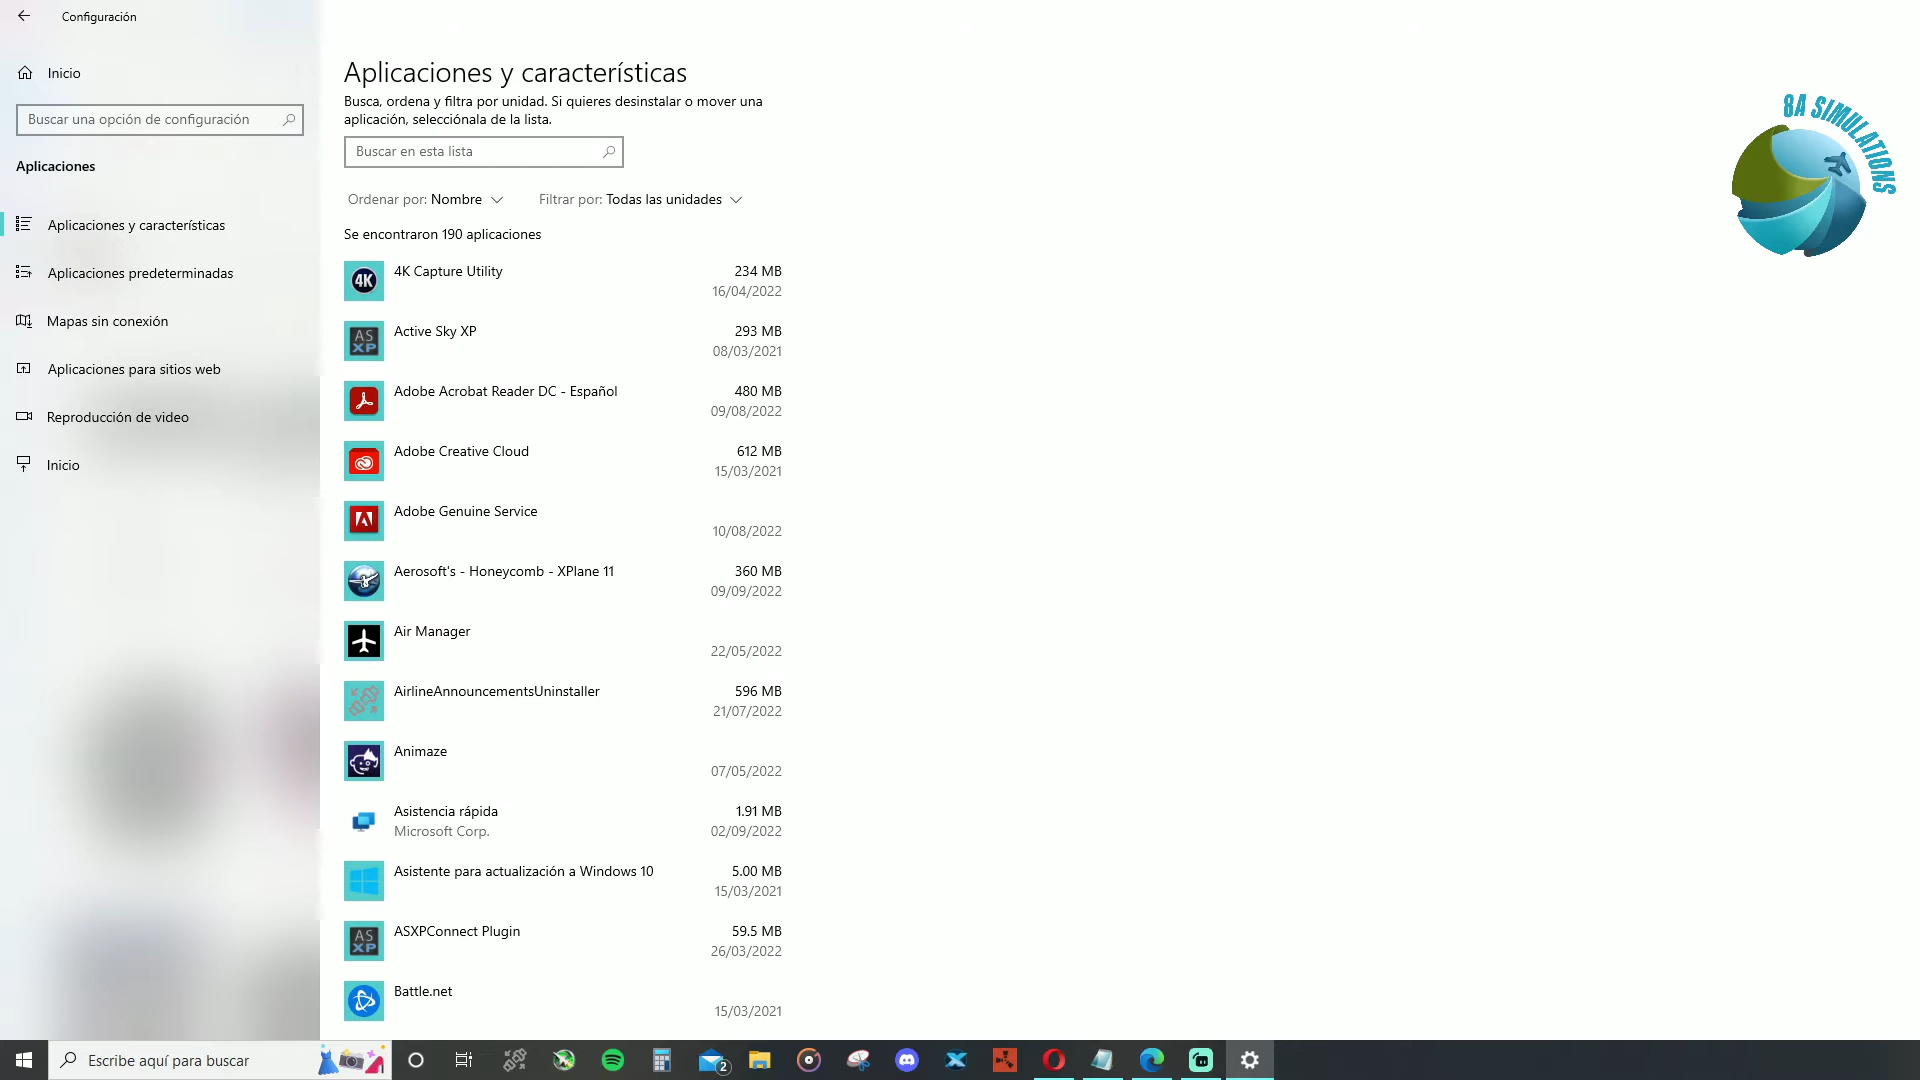 Configuración
Inicio
Buscar una opción de configuración
Aplicaciones
Aplicaciones y características
Aplicaciones predeterminadas
Mapas sin conexión
Aplicaciones para sitios web
Reproducción de video
Inicio
Aplicaciones y características
Busca, ordena y filtra por unidad. Si quieres desinstalar o mover una
aplicación, selecciónala de la lista.
Buscar en esta lista
Ordenar por: Nombre Filtrar por: Todas las unidades
Se encontraron 190 aplicaciones
4K
4K Capture Utility 234 MB
16/04/2022
AS
XP
Active Sky XP 293 MB
08/03/2021
Adobe Acrobat Reader DC - Español 480 MB
09/08/2022
Adobe Creative Cloud 612 MB
15/03/2021
Adobe Genuine Service
10/08/2022
Aerosoft's - Honeycomb - XPlane 11 360 MB
09/09/2022
Air Manager
22/05/2022
AirlineAnnouncementsUninstaller 596 MB
21/07/2022
Animaze
07/05/2022
Asistencia rápida 1.91 MB
Microsoft Corp. 02/09/2022
Asistente para actualización a Windows 10 5.00 MB
15/03/2021
AS
XP
ASXPConnect Plugin 59.5 MB
26/03/2022
Battle.net
15/03/2021
8A SIMULATIONS
Escribe aquí para buscar
2